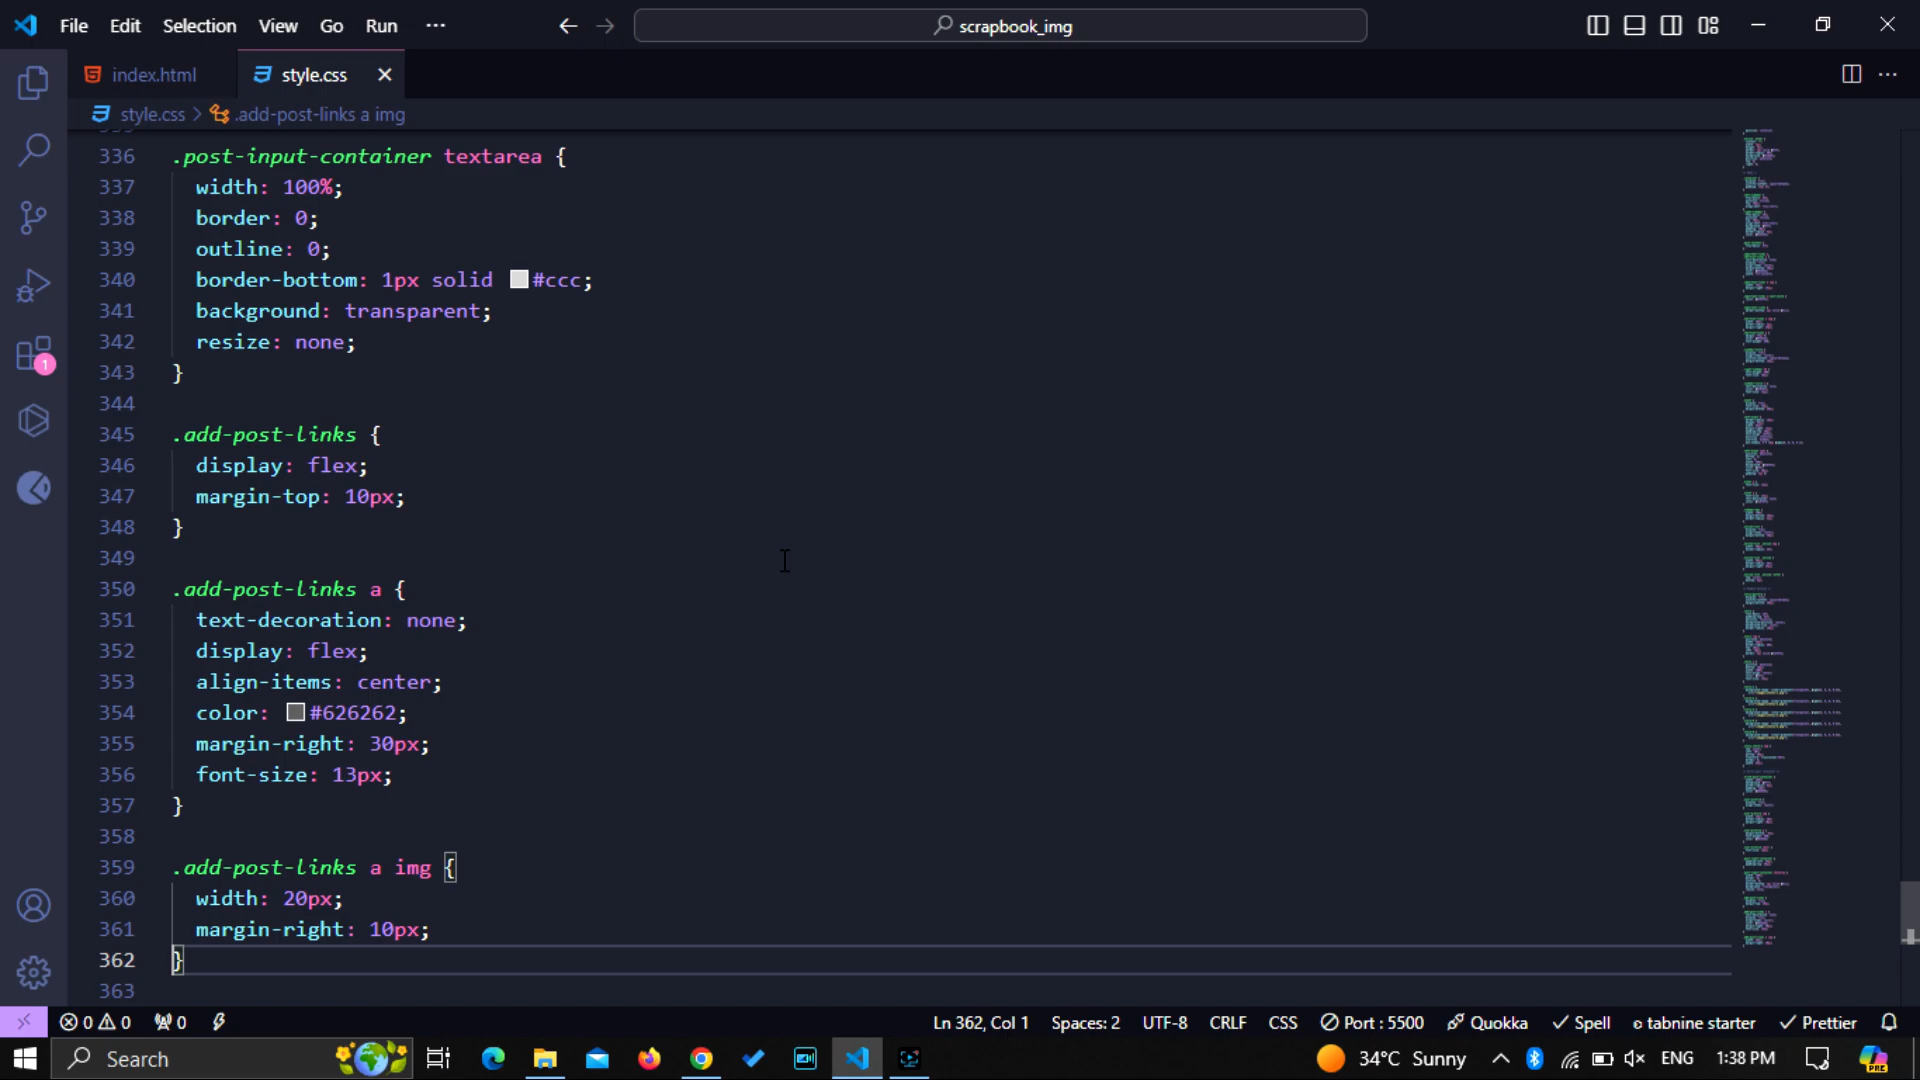 File Edit Selection View Go Run ··· scrapbook_img
index.html style.css
style.css > .add-post-links a img
336 .post-input-container textarea {
337 width: 100%;
338 border: 0;
339 outline: 0;
340 border-bottom: 1px solid #ccc;
341 background: transparent;
342 resize: none;
343 }
344
345 .add-post-links {
346 display: flex;
347 margin-top: 10px;
348 }
349
350 .add-post-links a {
351 text-decoration: none;
352 display: flex;
353 align-items: center;
354 color: #626262;
355 margin-right: 30px;
356 font-size: 13px;
357 }
358
359 .add-post-links a img {
360 width: 20px;
361 margin-right: 10px;
362 }
363
1
0 0 0 Ln 362, Col 1 Spaces: 2 UTF-8 CRLF CSS Port : 5500 Quokka Spell tabnine starter Prettier
Search 34°C Sunny ENG 1:38 PM PRE